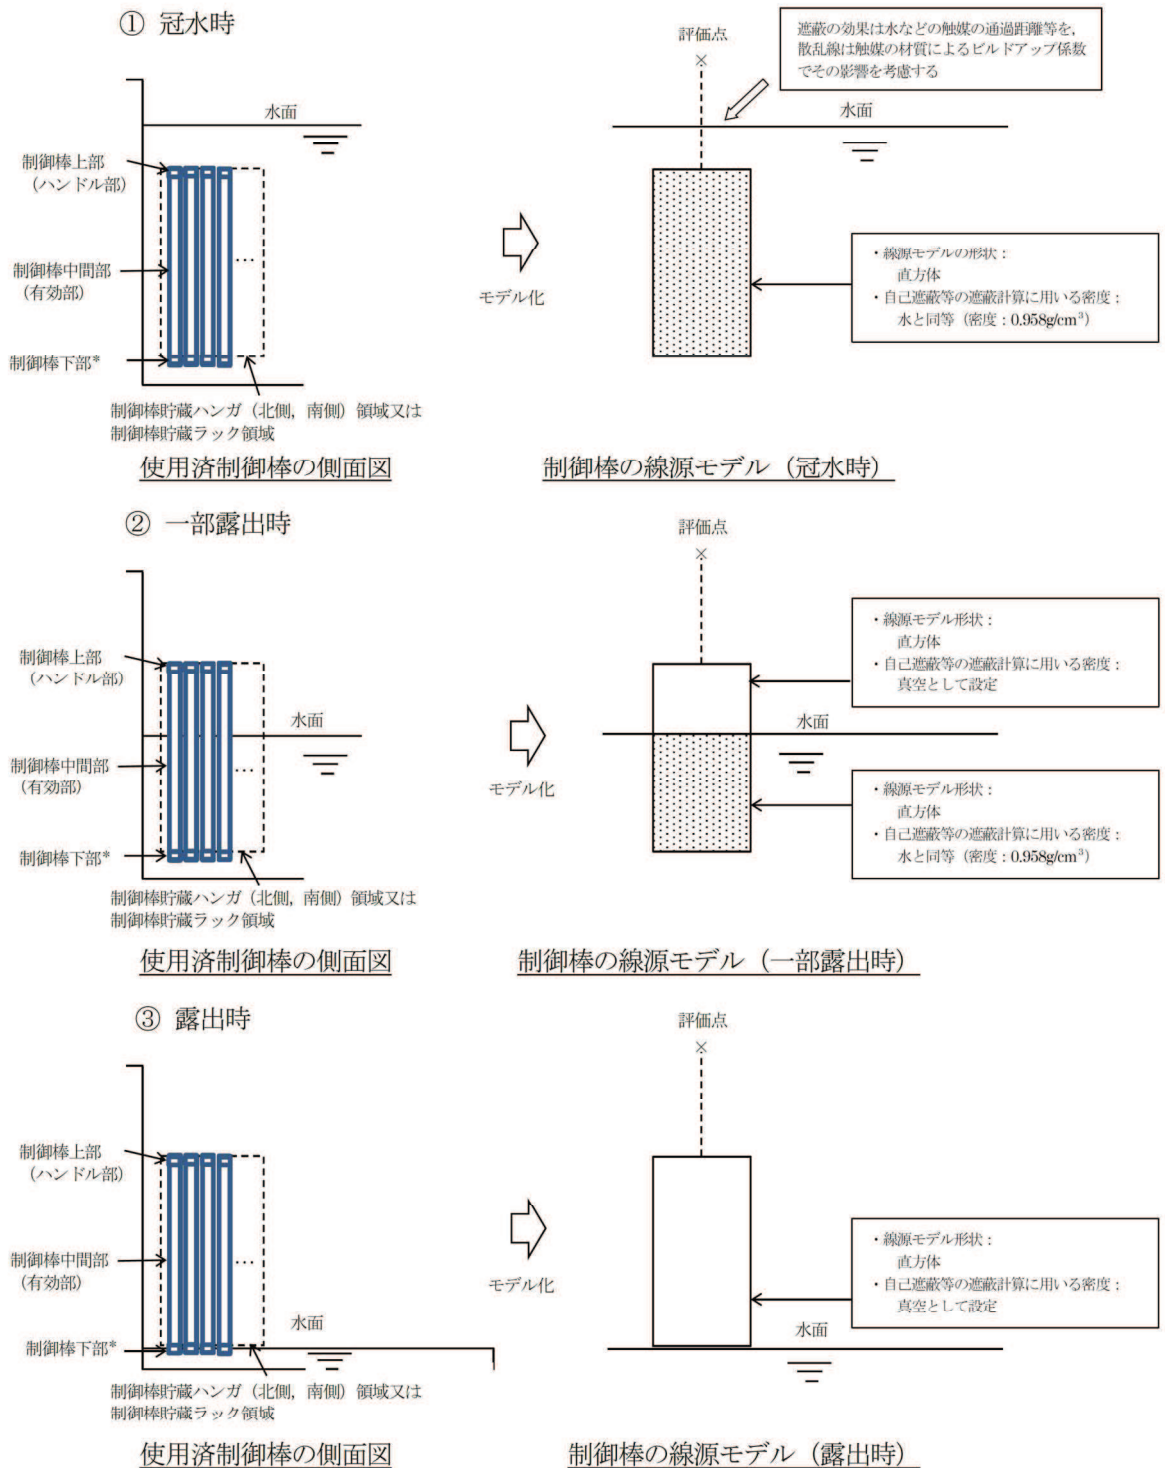 ① 冠水時
評価点
遮蔽の効果は水などの触媒の通過距離等を,
散乱線は触媒の材質によるビルドアップ係数
でその影響を考慮する
水面
水面
制御棒上部
(ハンドル部)
制御棒中間部
(有効部)
…
モデル化
・線源モデルの形状：
直方体
・自己遮蔽等の遮蔽計算に用いる密度：
水と同等（密度：0.958g/cm³）
制御棒下部*
制御棒貯蔵ハンガ（北側，南側）領域又は
制御棒貯蔵ラック領域
使用済制御棒の側面図
制御棒の線源モデル（冠水時）
② 一部露出時
評価点
制御棒上部
(ハンドル部)
・線源モデル形状：
直方体
・自己遮蔽等の遮蔽計算に用いる密度：
真空として設定
水面
水面
制御棒中間部
(有効部)
…
モデル化
・線源モデル形状：
直方体
・自己遮蔽等の遮蔽計算に用いる密度：
水と同等（密度：0.958g/cm³）
制御棒下部*
制御棒貯蔵ハンガ（北側，南側）領域又は
制御棒貯蔵ラック領域
使用済制御棒の側面図
制御棒の線源モデル（一部露出時）
③ 露出時
評価点
制御棒上部
(ハンドル部)
制御棒中間部
(有効部)
…
モデル化
・線源モデル形状：
直方体
・自己遮蔽等の遮蔽計算に用いる密度：
真空として設定
水面
水面
制御棒下部*
制御棒貯蔵ハンガ（北側，南側）領域又は
制御棒貯蔵ラック領域
使用済制御棒の側面図
制御棒の線源モデル（露出時）